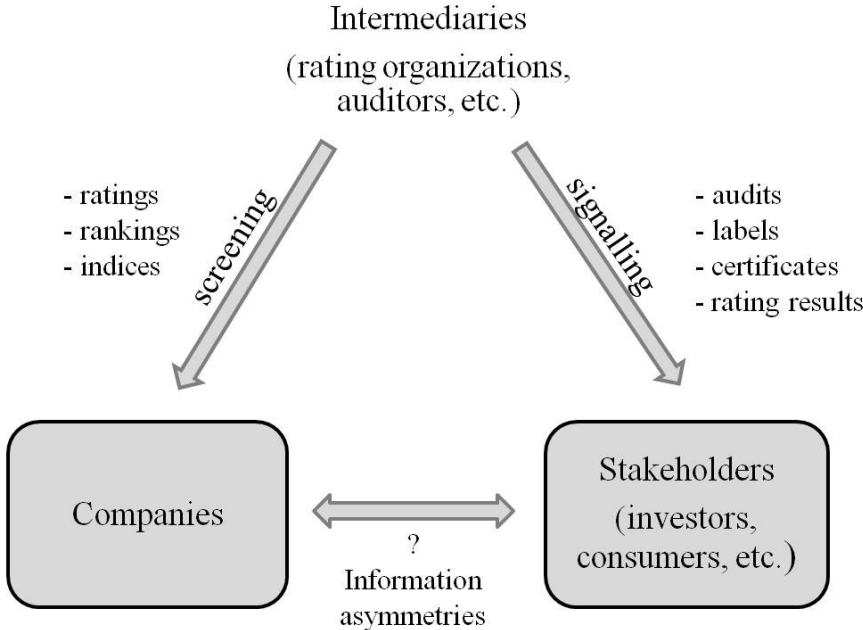 Intermediaries
(rating organizations,
auditors, etc.)
- ratings
- rankings
- indices
screening
signalling
- audits
- labels
- certificates
- rating results
Companies
?
Information
asymmetries
Stakeholders
(investors,
consumers, etc.)